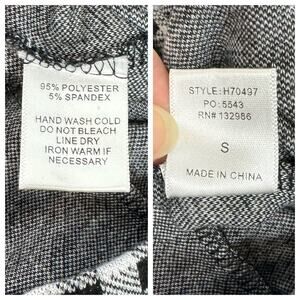 95% POLYESTER
5% SPANDEX
HAND WASH COLD
DO NOT BLEACH
LINE DRY
IRON WARM IF
NECESSARY
STYLE: H70497
PO: 5543
RN# 132986
S
MADE IN CHINA